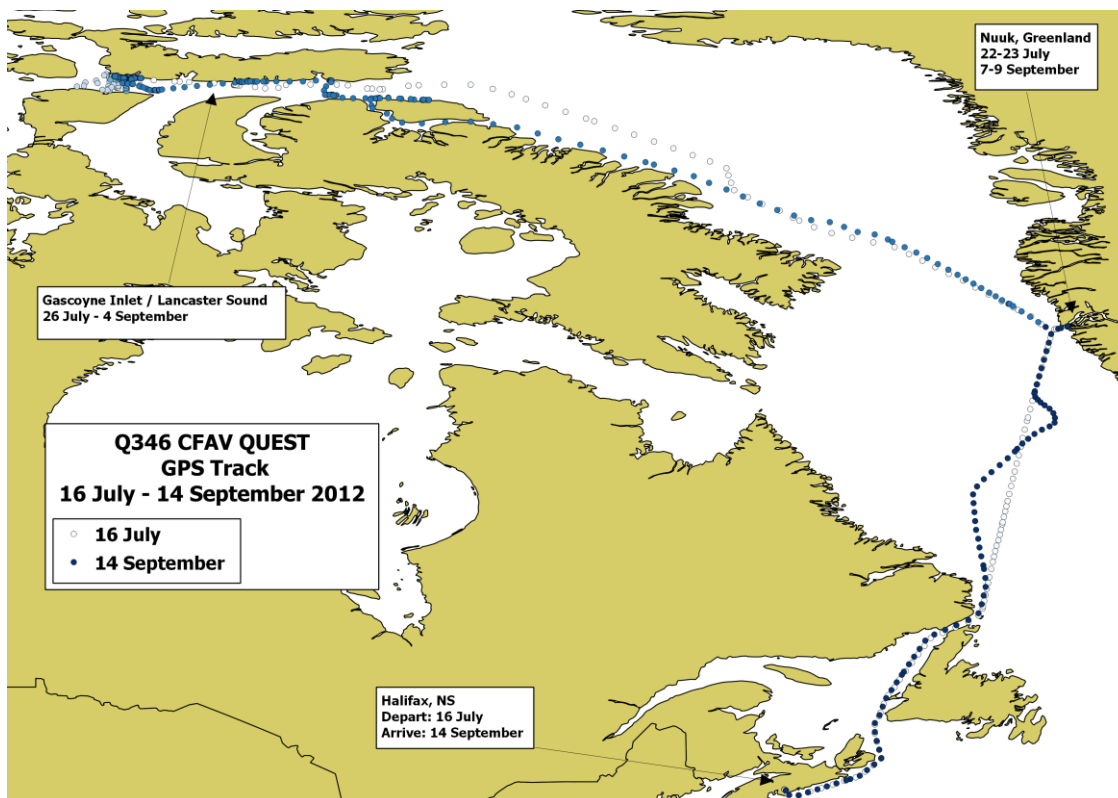 Nuuk, Greenland
22-23 July
7-9 September
Gascoyne Inlet / Lancaster Sound
26 July - 4 September
Q346 CFAV QUEST
GPS Track
16 July - 14 September 2012
16 July
14 September
Halifax, NS
Depart: 16 July
Arrive: 14 September